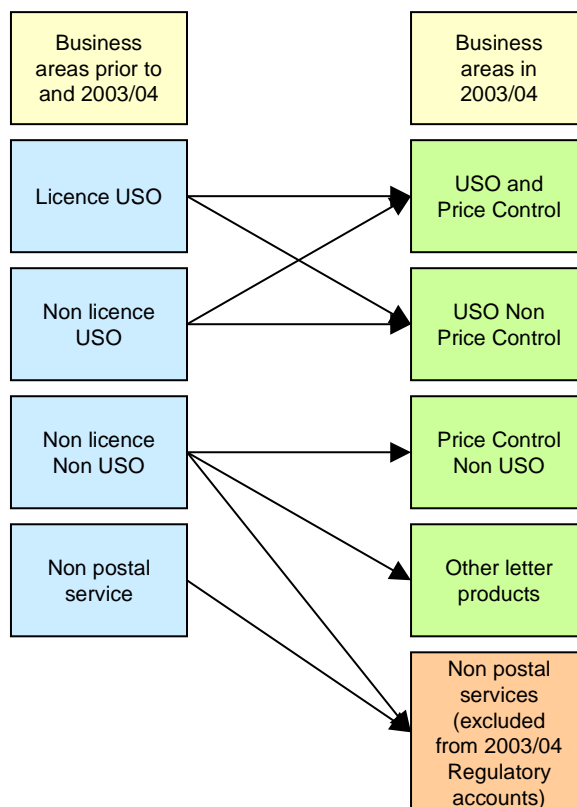 Business
areas prior to
and 2003/04
Business
areas in
2003/04
Licence USO
USO and
Price Control
Non licence
USO
USO Non
Price Control
Non licence
Non USO
Price Control
Non USO
Non postal
service
Other letter
products
Non postal
services
(excluded
from 2003/04
Regulatory
accounts)